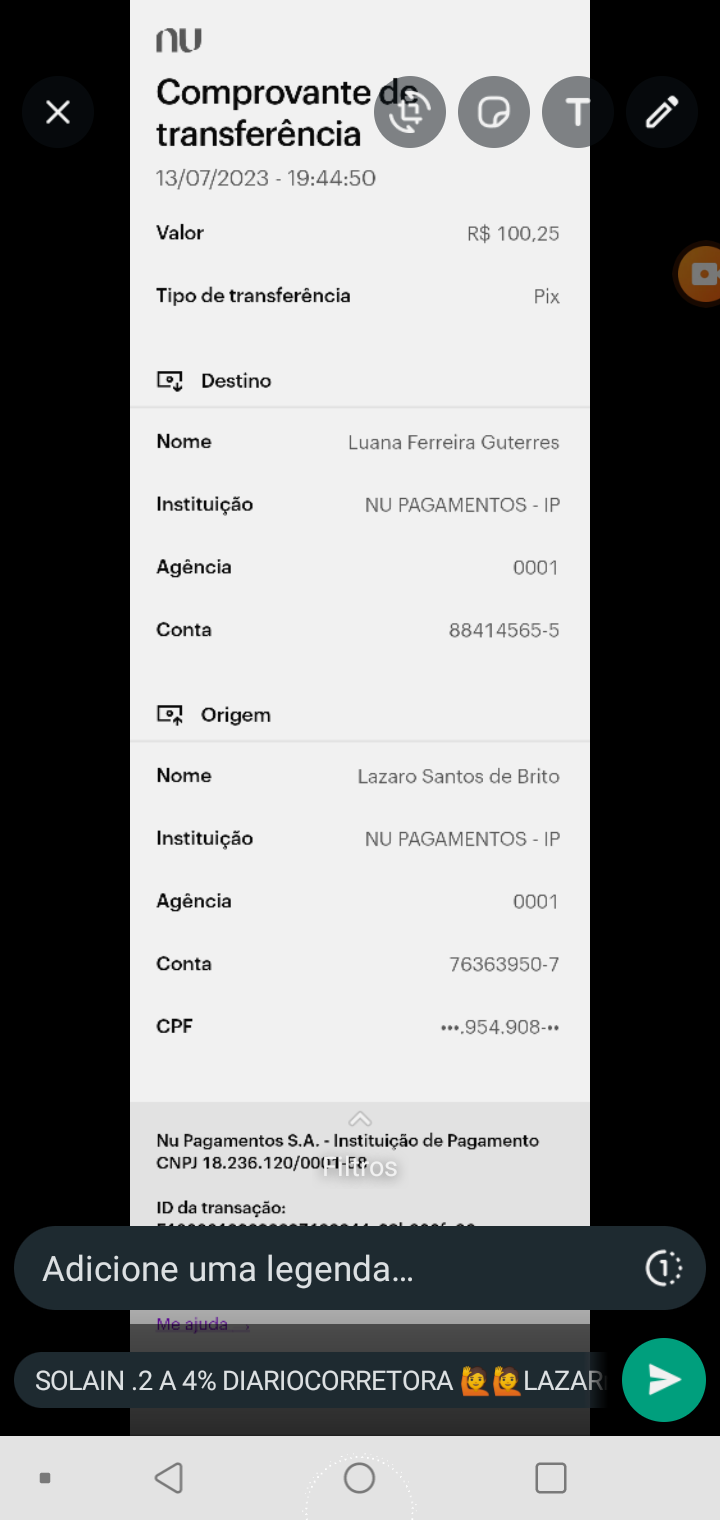 nu
Comprovante de
transferência
13/07/2023 - 19:44:50
Valor R$ 100,25
Tipo de transferência Pix
Destino
Nome Luana Ferreira Guterres
Instituição NU PAGAMENTOS - IP
Agência 0001
Conta 88414565-5
Origem
Nome Lazaro Santos de Brito
Instituição NU PAGAMENTOS - IP
Agência 0001
Conta 76363950-7
CPF •••.954.908-••
Nu Pagamentos S.A. - Instituição de Pagamento
CNPJ 18.236.120/0001-58
Filtros
ID da transação:
Adicione uma legenda...
Me ajuda
SOLAIN .2 A 4% DIARIOCORRETORA 🙋🙋LAZAR